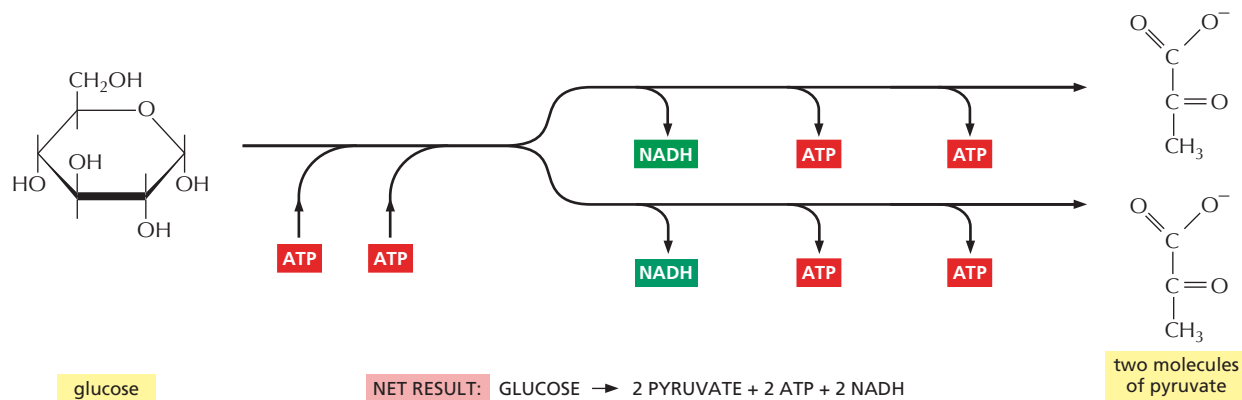 O O⁻
C
C=O
CH₃
CH₂OH
O
OH
HO OH
OH
NADH ATP ATP
ATP ATP
NADH ATP ATP
O O⁻
C
C=O
CH₃
glucose
NET RESULT: GLUCOSE → 2 PYRUVATE + 2 ATP + 2 NADH
two molecules
of pyruvate